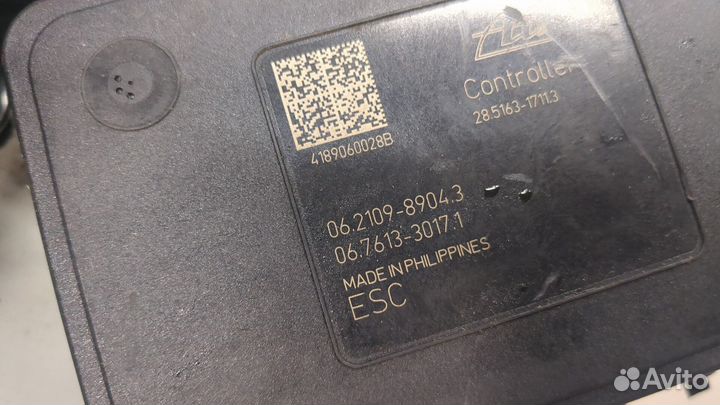 Ate
Controller
28.5163-1711.3
4189060028B
06.2109-8904.3
06.7613-3017.1
MADE IN PHILIPPINES
ESC
Avito